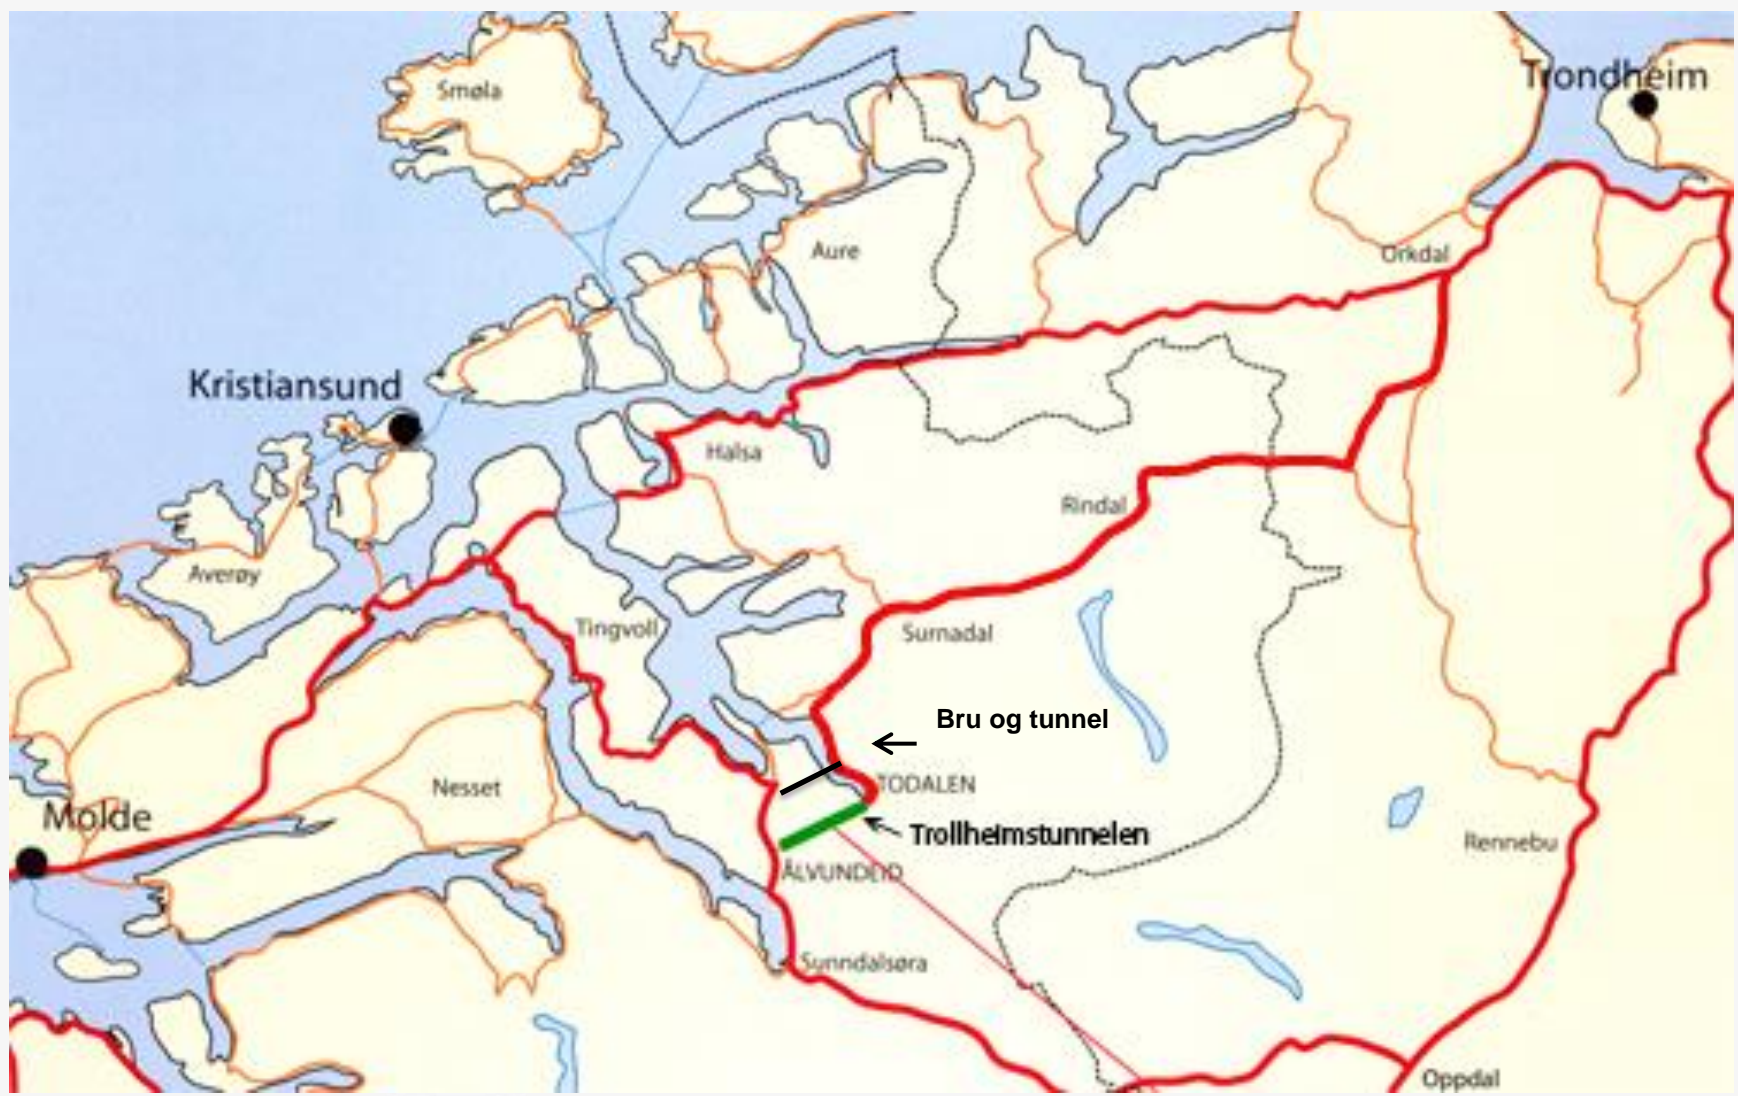 Trondheim
Smøla
Aure
Orkdal
Kristiansund
Halsa
Rindal
Averøy
Tingvoll
Surnadal
Bru og tunnel
TODALEN
Nesset
Molde
Trollheimstunnelen
Rennebu
ÅLVUNDEID
Sunndalsøra
Oppdal